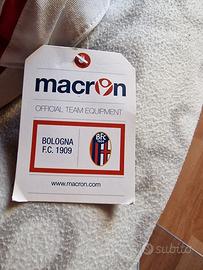 macron
OFFICIAL TEAM EQUIPMENT
BOLOGNA
F.C. 1909
BFC
www.macron.com
subito